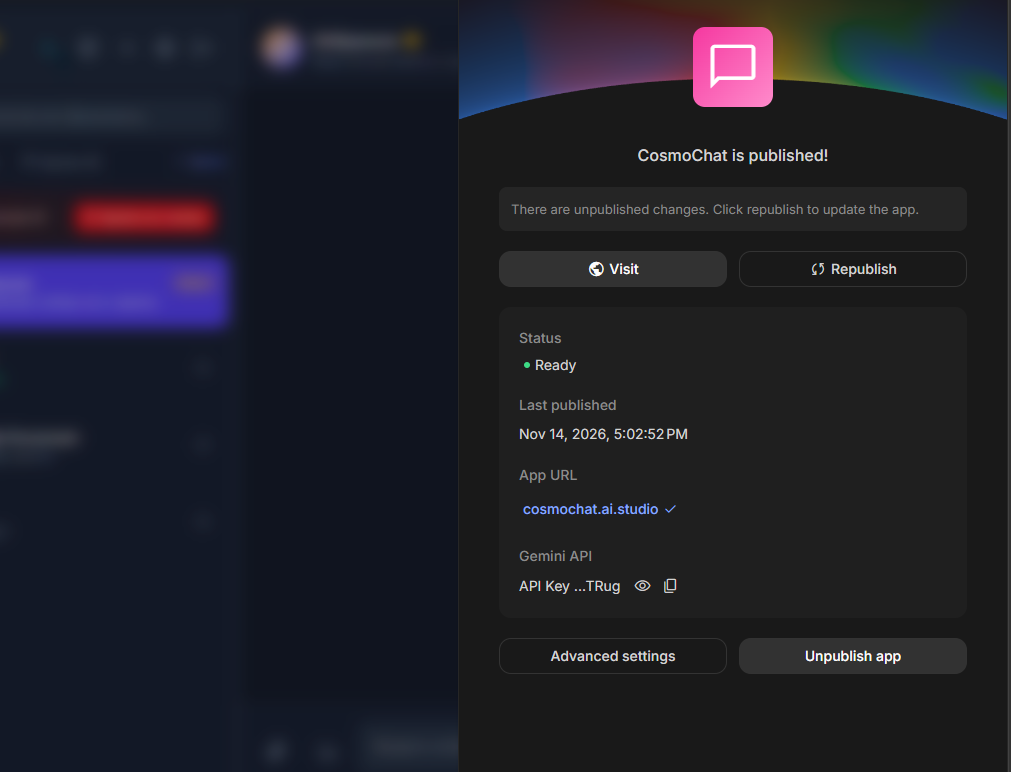 CosmoChat is published!
There are unpublished changes. Click republish to update the app.
Visit
Republish
Status
Ready
Last published
Nov 14, 2026, 5:02:52 PM
App URL
cosmochat.ai.studio
Gemini API
API Key ...TRug
Advanced settings
Unpublish app